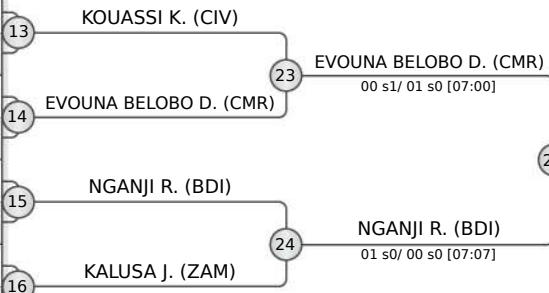 KOUASSI K. (CIV)
13
23
EVOUNA BELOBO D. (CMR)
00 s1/ 01 s0 [07:00]
EVOUNA BELOBO D. (CMR)
14
NGANJI R. (BDI)
15
24
NGANJI R. (BDI)
01 s0/ 00 s0 [07:07]
KALUSA J. (ZAM)
16